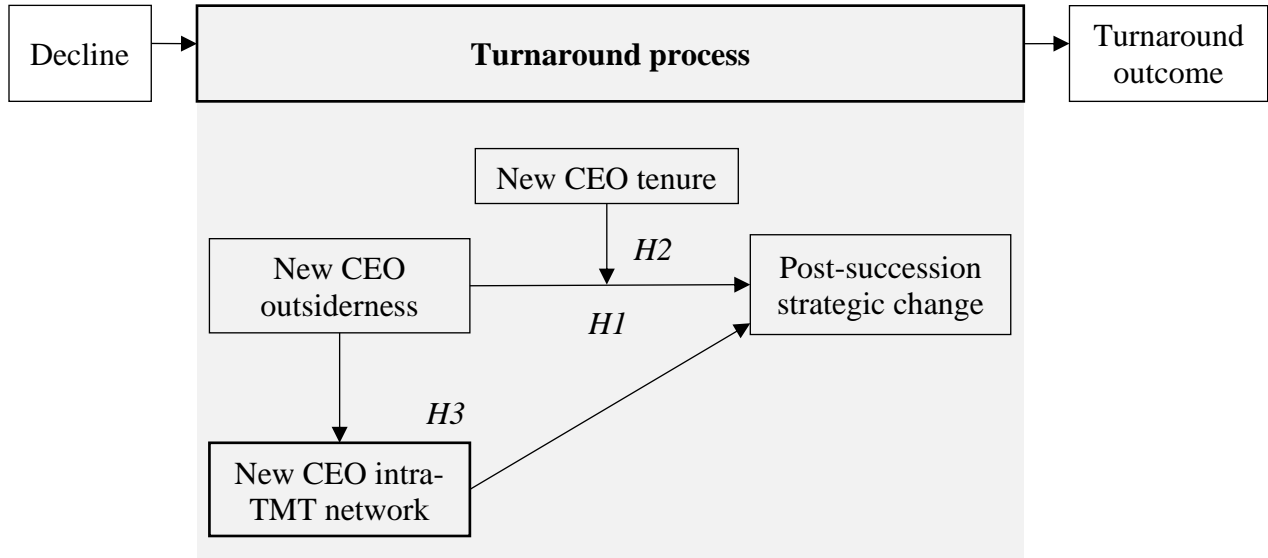 Decline
Turnaround process
Turnaround
outcome
New CEO tenure
H2
New CEO
outsiderness
Post-succession
strategic change
H1
H3
New CEO intra-
TMT network